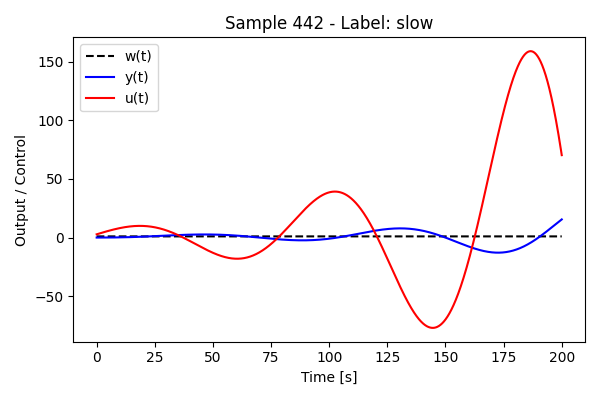 Sample 442 - Label: slow
w(t)
y(t)
u(t)
Output / Control
150
100
50
0
−50
0
25
50
75
100
125
150
175
200
Time [s]